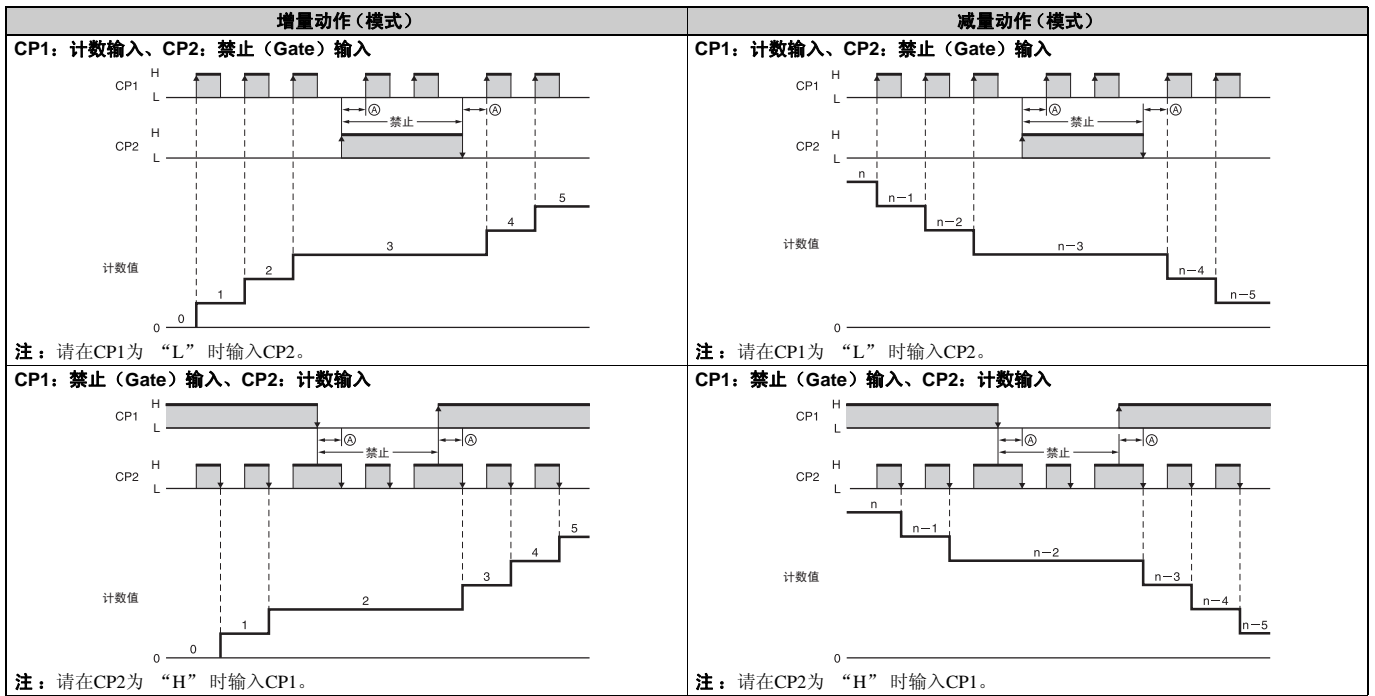 增量动作（模式）
减量动作（模式）
CP1：计数输入、CP2：禁止（Gate）输入
CP1
H
L
Ⓐ
Ⓐ
禁止
CP2
H
L
计数值
0
0
1
2
3
4
5
注：请在CP1为 “L” 时输入CP2。
CP1：计数输入、CP2：禁止（Gate）输入
CP1
H
L
Ⓐ
Ⓐ
禁止
CP2
H
L
计数值
n
n－1
n－2
n－3
n－4
n－5
0
注：请在CP1为 “L” 时输入CP2。
CP1：禁止（Gate）输入、CP2：计数输入
CP1
H
L
Ⓐ
Ⓐ
禁止
CP2
H
L
计数值
0
0
1
2
3
4
5
注：请在CP2为 “H” 时输入CP1。
CP1：禁止（Gate）输入、CP2：计数输入
CP1
H
L
Ⓐ
Ⓐ
禁止
CP2
H
L
计数值
n
n－1
n－2
n－3
n－4
n－5
0
注：请在CP2为 “H” 时输入CP1。